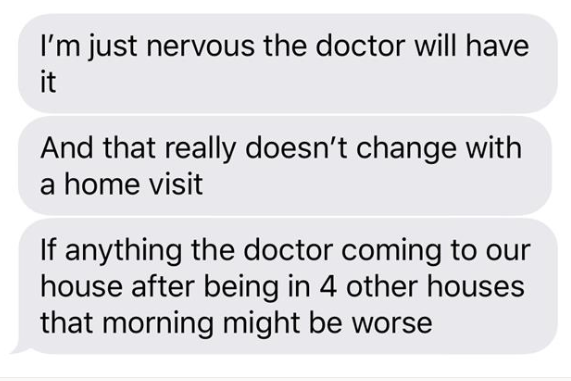 I’m just nervous the doctor will have
it
And that really doesn’t change with
a home visit
If anything the doctor coming to our
house after being in 4 other houses
that morning might be worse